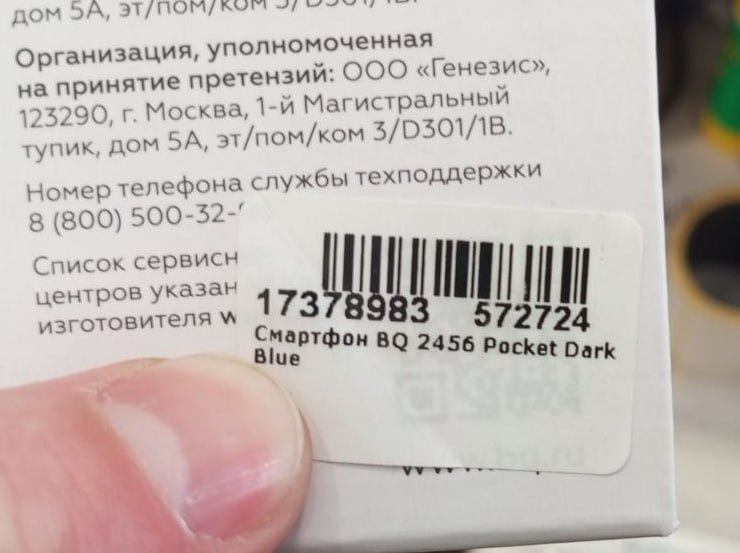 дом 5А, эт/пом/ком 3/D301/1В.
Организация, уполномоченная
на принятие претензий: ООО «Генезис»,
123290, г. Москва, 1-й Магистральный
тупик, дом 5А, эт/пом/ком 3/D301/1В.
Номер телефона службы техподдержки
8 (800) 500-32-
Список сервисн
центров указан
изготовителя w
17378983 572724
Смартфон BQ 2456 Pocket Dark
Blue